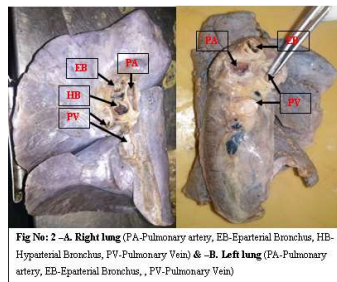 EB
PA
HB
PV
PA
EB
PV
Fig No: 2 –A. Right lung (PA-Pulmonary artery, EB-Eparterial Bronchus, HB-
Hyparterial Bronchus, PV-Pulmonary Vein) & –B. Left lung (PA-Pulmonary
artery, EB-Eparterial Bronchus, , PV-Pulmonary Vein)